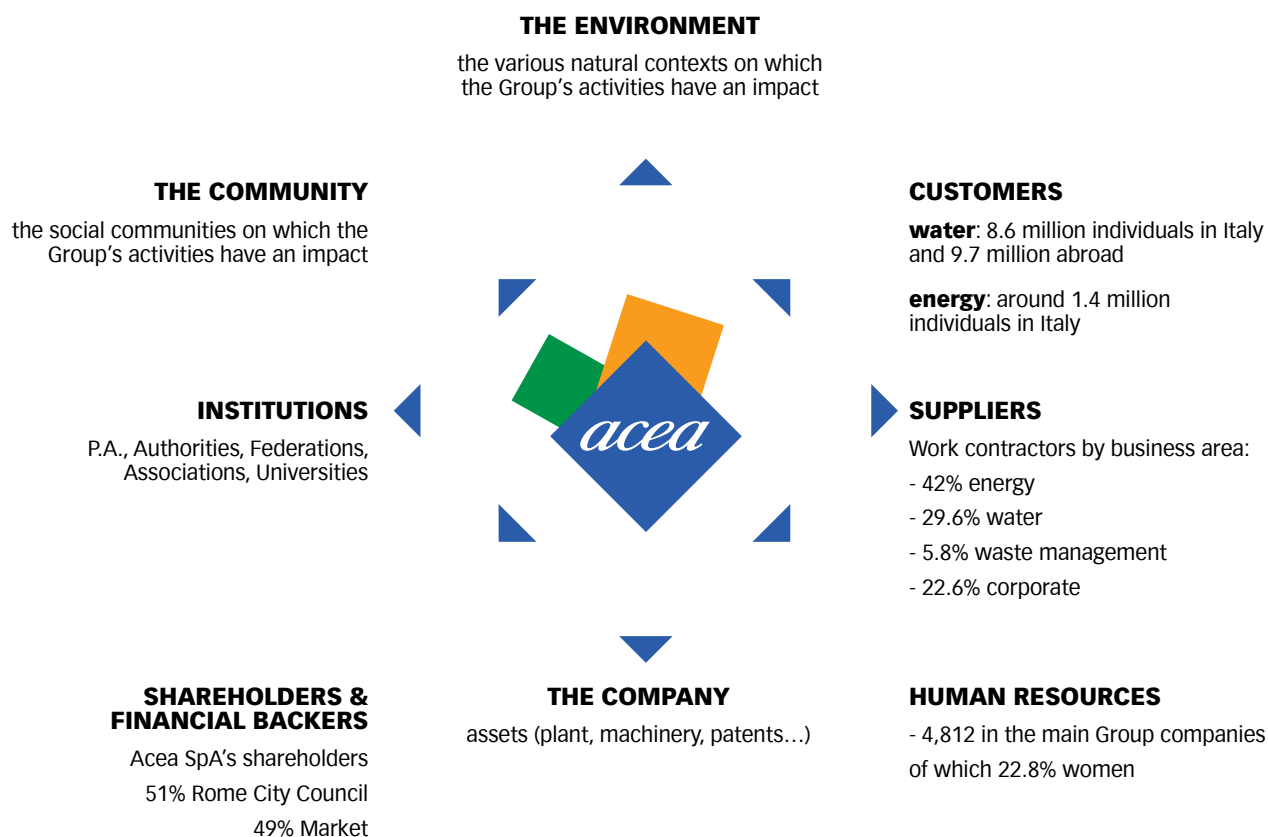 THE ENVIRONMENT
the various natural contexts on which
the Group’s activities have an impact
THE COMMUNITY
the social communities on which the
Group’s activities have an impact
CUSTOMERS
water: 8.6 million individuals in Italy
and 9.7 million abroad
energy: around 1.4 million
individuals in Italy
acea
INSTITUTIONS
P.A., Authorities, Federations,
Associations, Universities
SUPPLIERS
Work contractors by business area:
- 42% energy
- 29.6% water
- 5.8% waste management
- 22.6% corporate
SHAREHOLDERS &
FINANCIAL BACKERS
Acea SpA’s shareholders
51% Rome City Council
49% Market
THE COMPANY
assets (plant, machinery, patents…)
HUMAN RESOURCES
- 4,812 in the main Group companies
of which 22.8% women